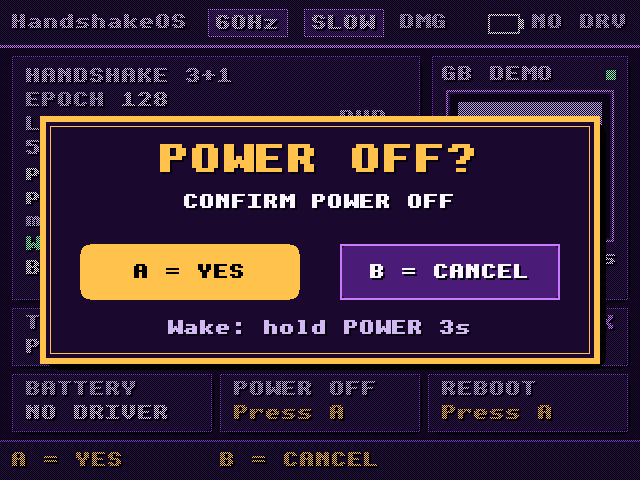 HandshakeOS 60Hz SLOW DMG NO DRV
HANDSHAKE 3+1
EPOCH 128
GB DEMO
POWER OFF?
CONFIRM POWER OFF
A = YES
B = CANCEL
Wake: hold POWER 3s
BATTERY
NO DRIVER
POWER OFF
Press A
REBOOT
Press A
A = YES
B = CANCEL